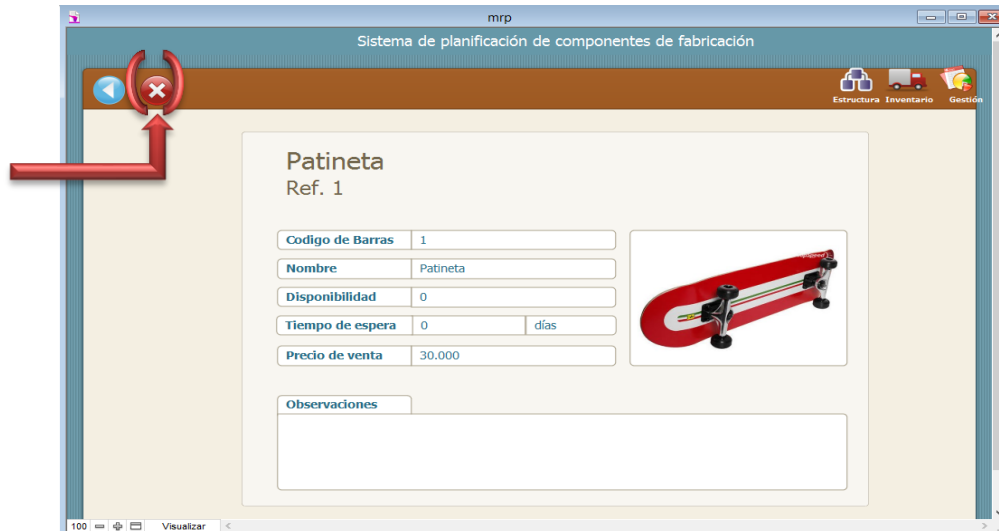 mrp
Sistema de planificación de componentes de fabricación
Estructura Inventario Gestión
Patineta
Ref. 1
Codigo de Barras 1
Nombre Patineta
Disponibilidad 0
Tiempo de espera 0 días
Precio de venta 30.000
Observaciones
100 Visualizar